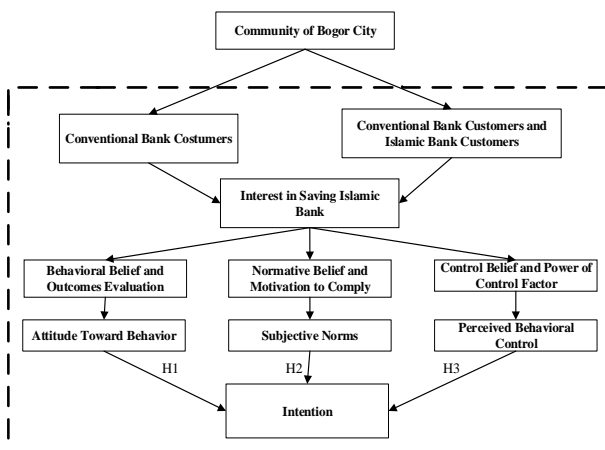 Community of Bogor City
Conventional Bank Costumers
Conventional Bank Customers and
Islamic Bank Customers
Interest in Saving Islamic
Bank
Behavioral Belief and
Outcomes Evaluation
Normative Belief and
Motivation to Comply
Control Belief and Power of
Control Factor
Attitude Toward Behavior
Subjective Norms
Perceived Behavioral
Control
H1
H2
H3
Intention